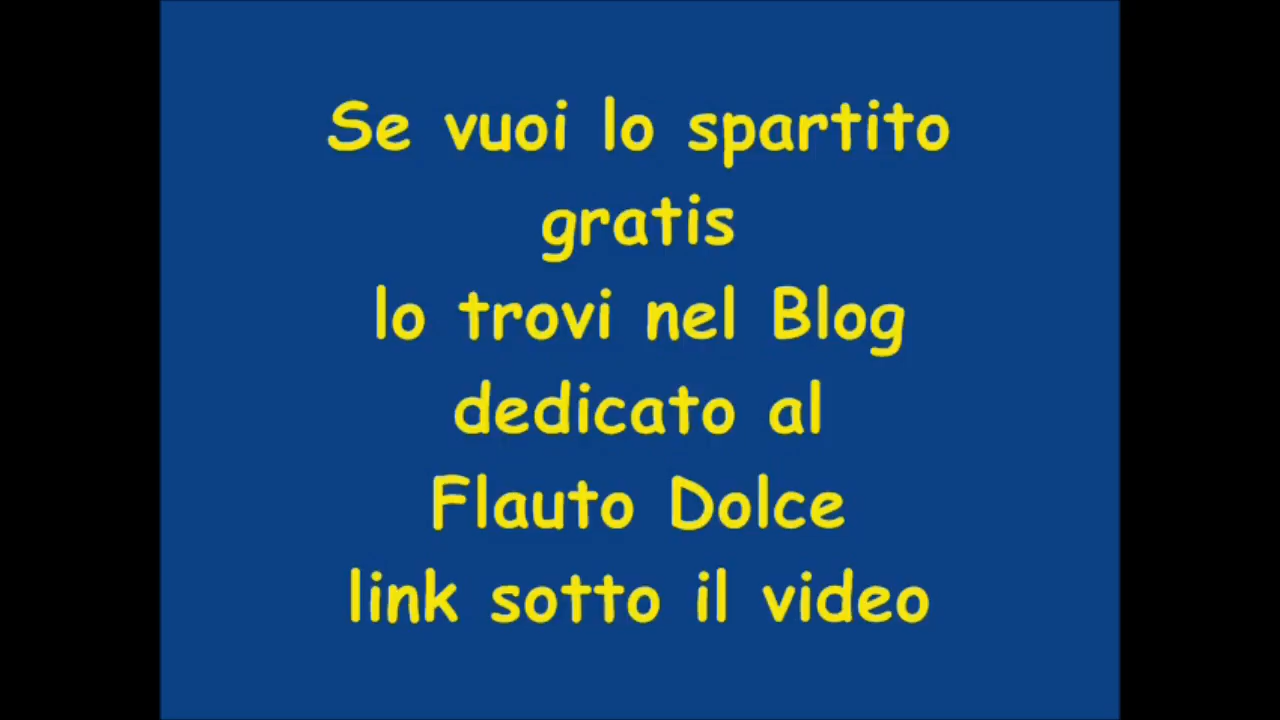 Se vuoi lo spartito
gratis
lo trovi nel Blog
dedicato al
Flauto Dolce
link sotto il video